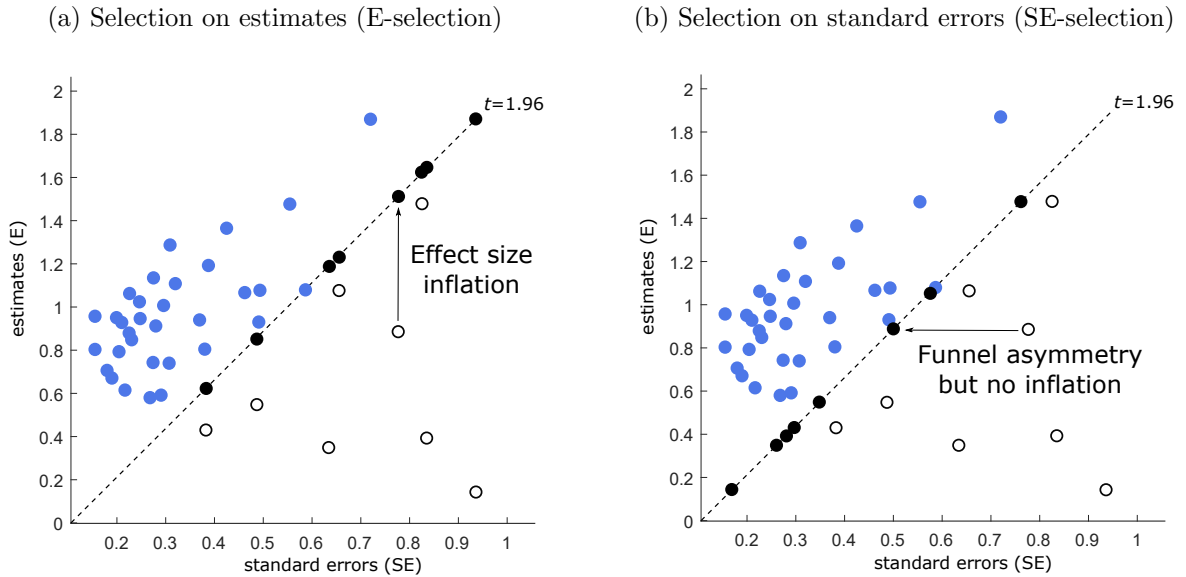 (a) Selection on estimates (E-selection)
2
1.8
1.6
1.4
1.2
1
0.8
0.6
0.4
0.2
0
estimates (E)
t=1.96
Effect size
inflation
0.2 0.3 0.4 0.5 0.6 0.7 0.8 0.9 1
standard errors (SE)
(b) Selection on standard errors (SE-selection)
2
1.8
1.6
1.4
1.2
1
0.8
0.6
0.4
0.2
0
estimates (E)
t=1.96
Funnel asymmetry
but no inflation
0.2 0.3 0.4 0.5 0.6 0.7 0.8 0.9 1
standard errors (SE)